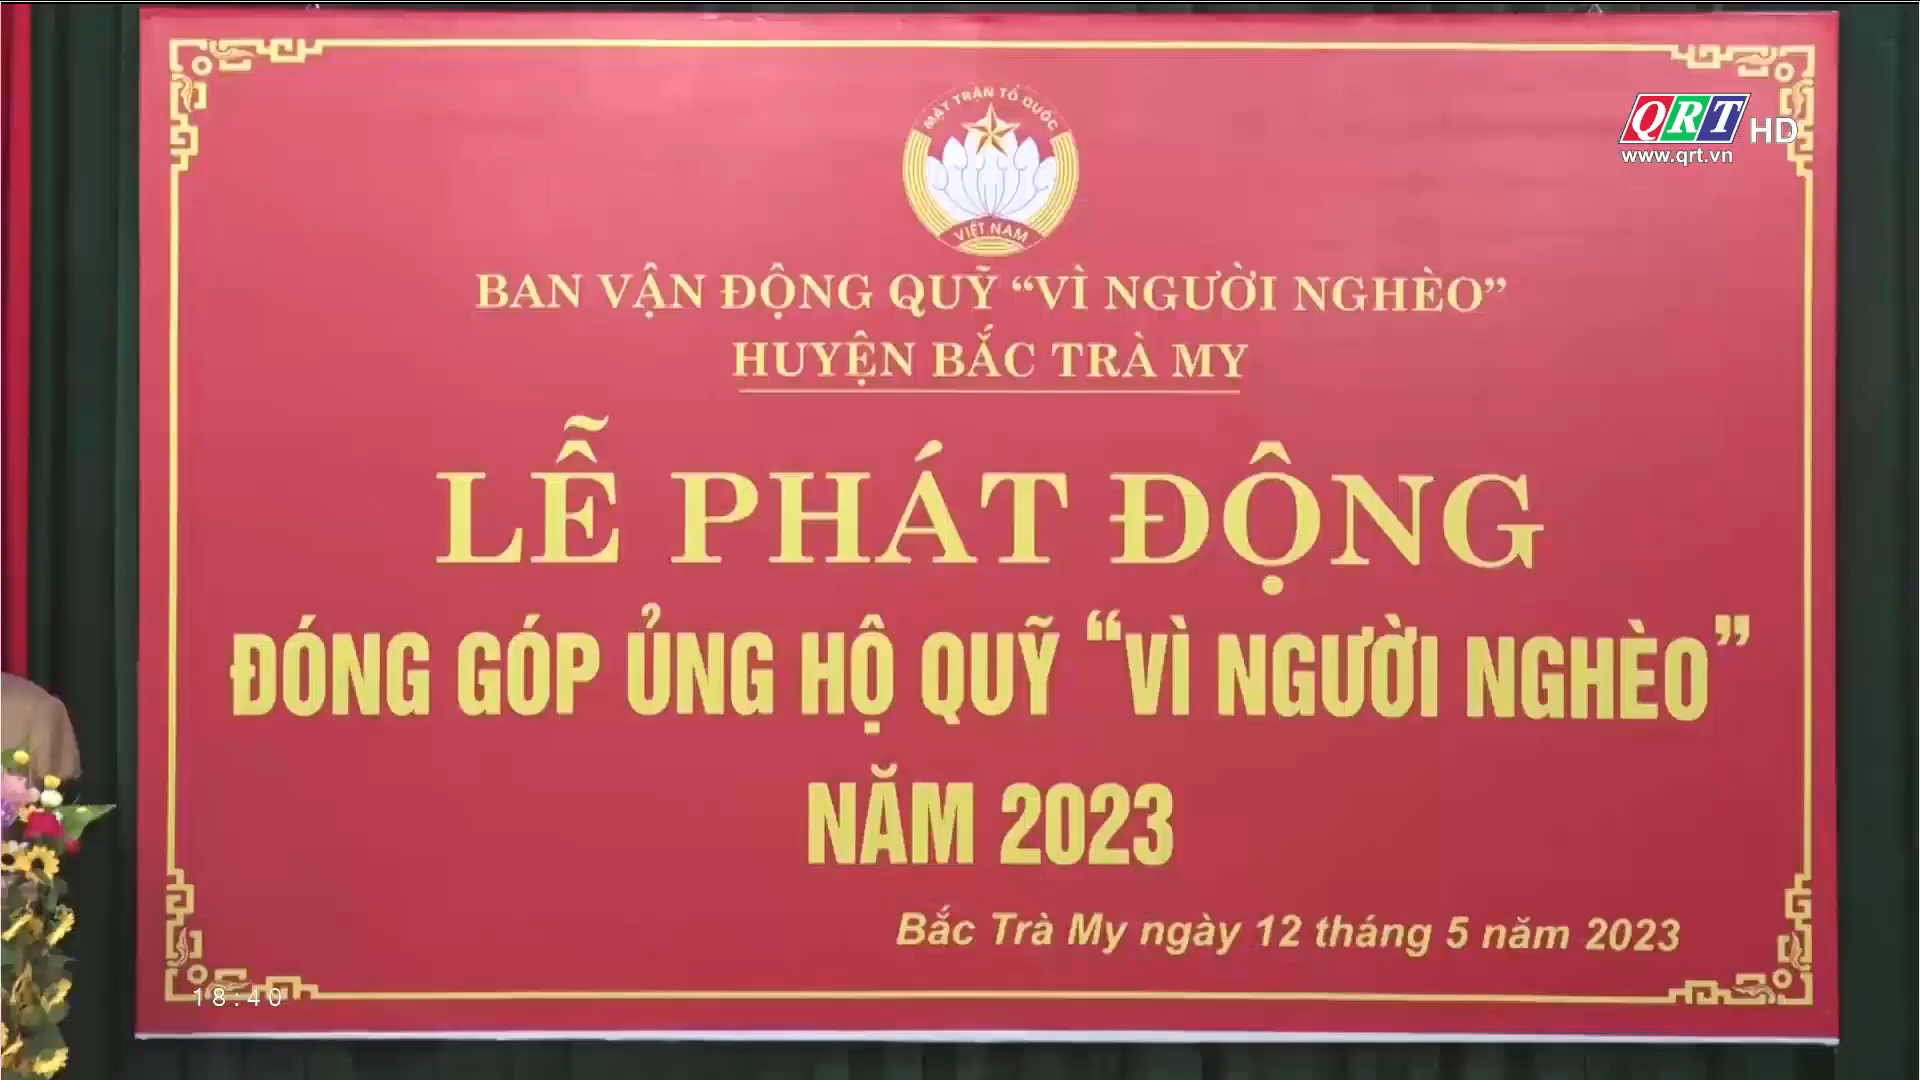 MẶT TRẬN TỔ QUỐC
VIỆT NAM
QRT HD
www.qrt.vn
BAN VẬN ĐỘNG QUỸ “VÌ NGƯỜI NGHÈO”
HUYỆN BẮC TRÀ MY
LỄ PHÁT ĐỘNG
ĐÓNG GÓP ỦNG HỘ QUỸ “VÌ NGƯỜI NGHÈO”
NĂM 2023
Bắc Trà My ngày 12 tháng 5 năm 2023
18:40